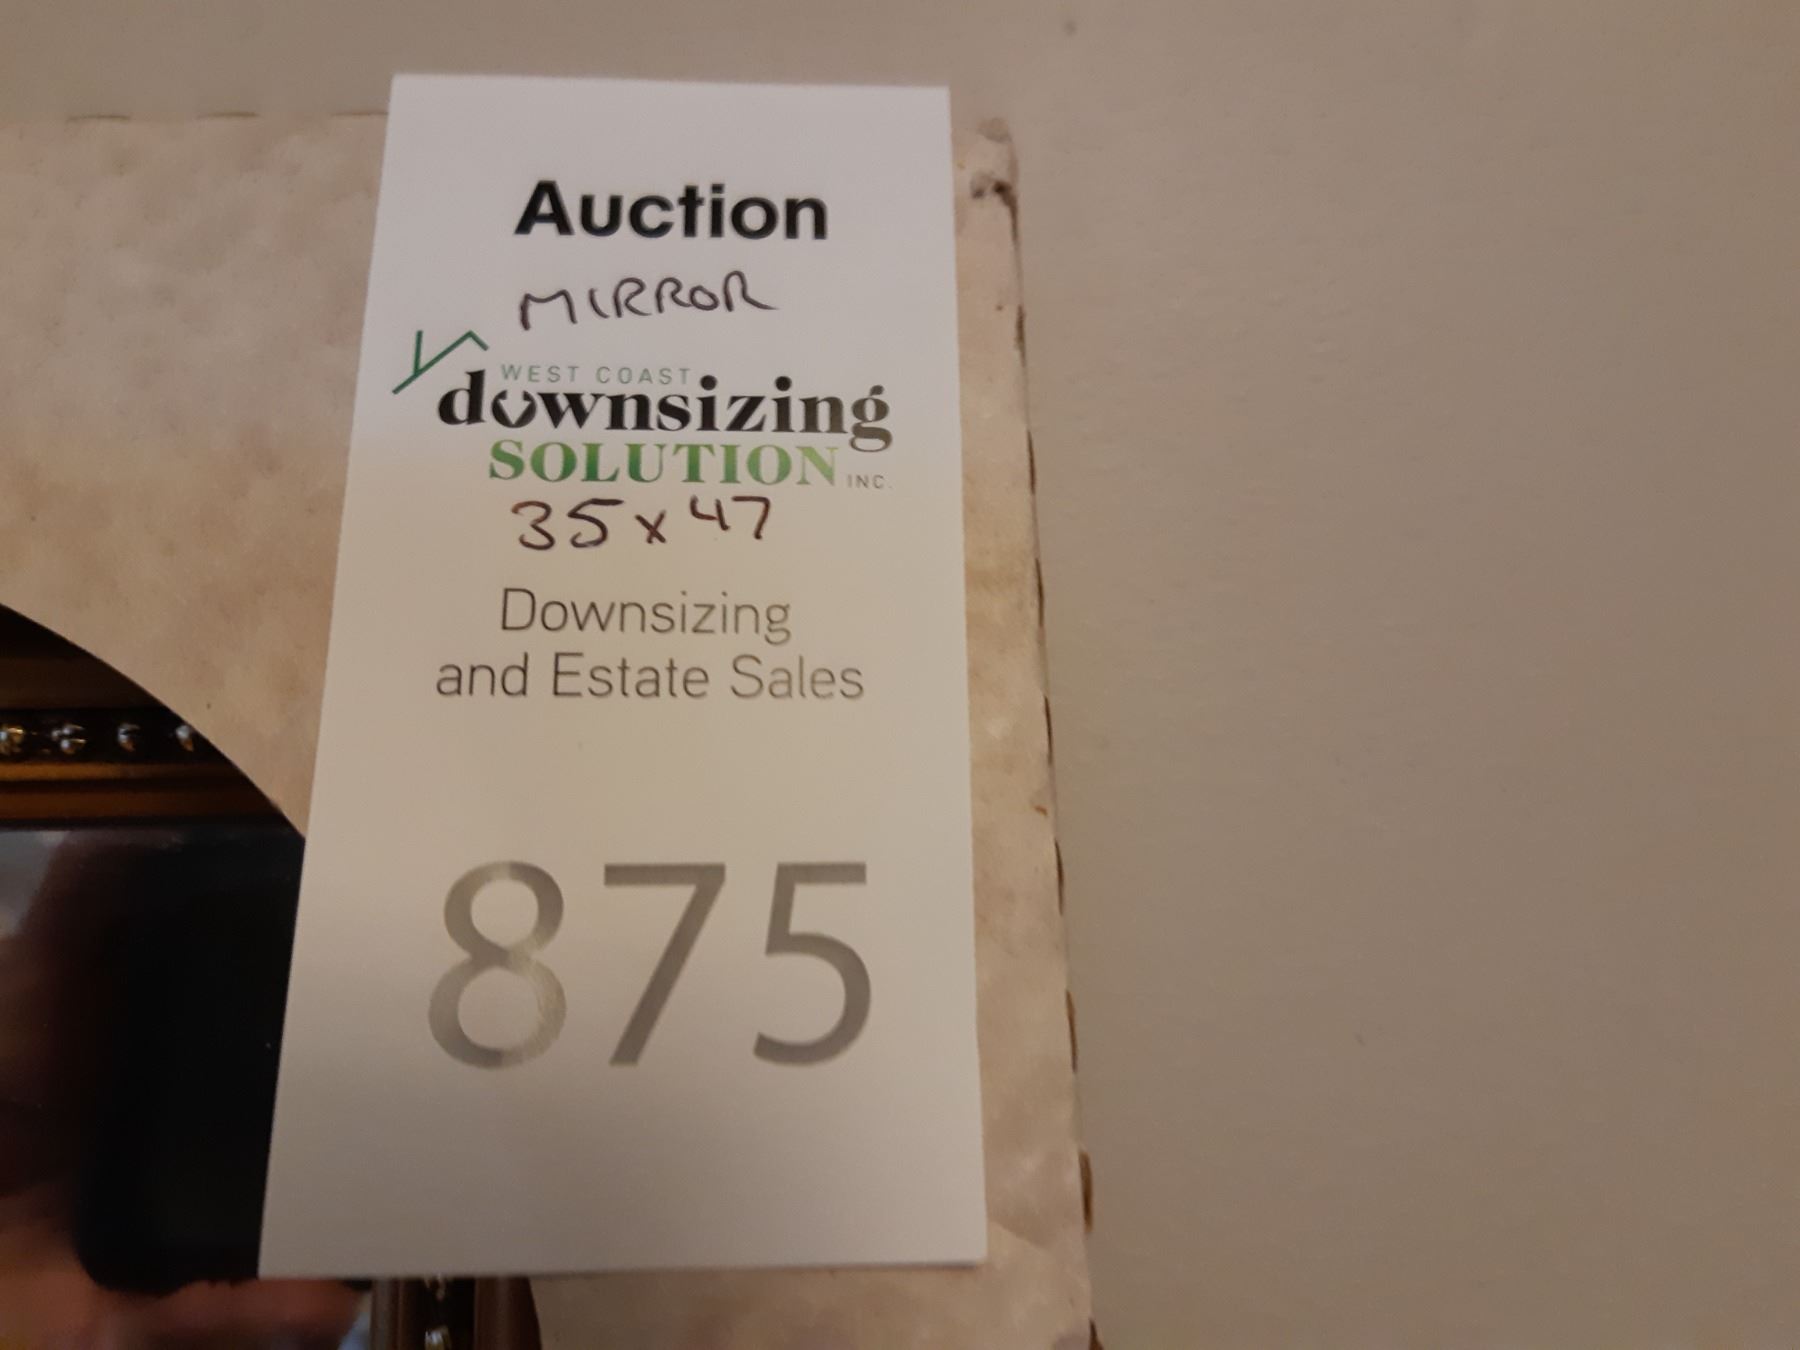 Auction
MIRROR
WEST COAST
downsizing
SOLUTION INC.
35 x 47
Downsizing
and Estate Sales
875